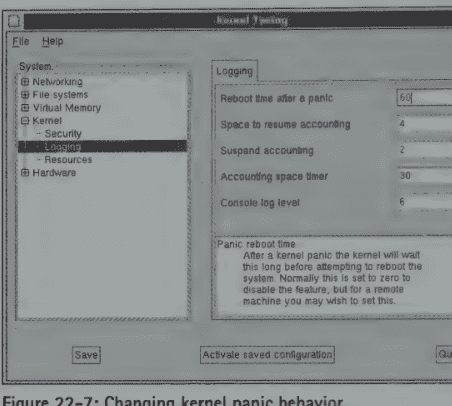 Kernel Tuning
File Help
System
Networking
File systems
Virtual Memory
Kernel
Security
Logging
Resources
Hardware
Logging
Reboot time after a panic 60
Space to resume accounting 4
Suspend accounting 2
Accounting space timer 30
Console log level 6
Panic reboot time
After a kernel panic the kernel will wait
this long before attempting to reboot the
system. Normally this is set to zero to
disable the feature, but for a remote
machine you may wish to set this.
Save
Activate saved configuration
Figure 22-7: Changing kernel panic behavior